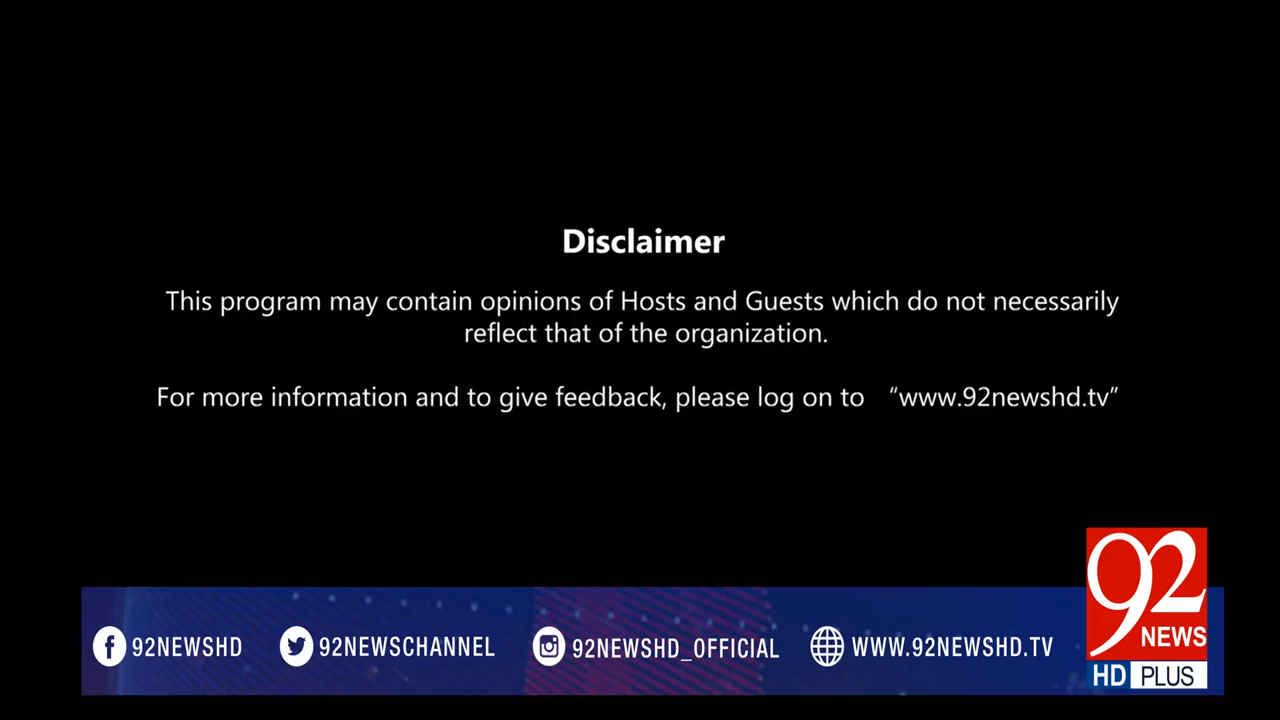 Disclaimer
This program may contain opinions of Hosts and Guests which do not necessarily
reflect that of the organization.
For more information and to give feedback, please log on to “www.92newshd.tv”
92NEWSHD 92NEWSCHANNEL 92NEWSHD_OFFICIAL WWW.92NEWSHD.TV
92
NEWS
HD PLUS